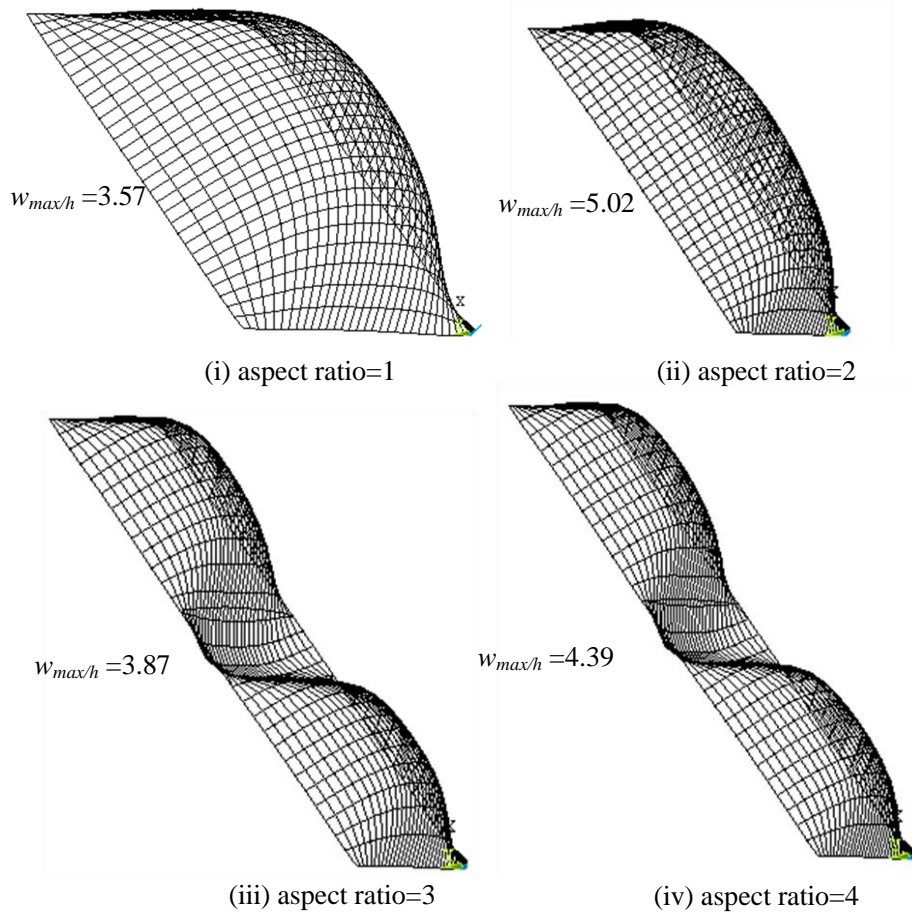 w_max/h =3.57
w_max/h =5.02
X
(i) aspect ratio=1
(ii) aspect ratio=2
w_max/h =3.87
w_max/h =4.39
(iii) aspect ratio=3
(iv) aspect ratio=4